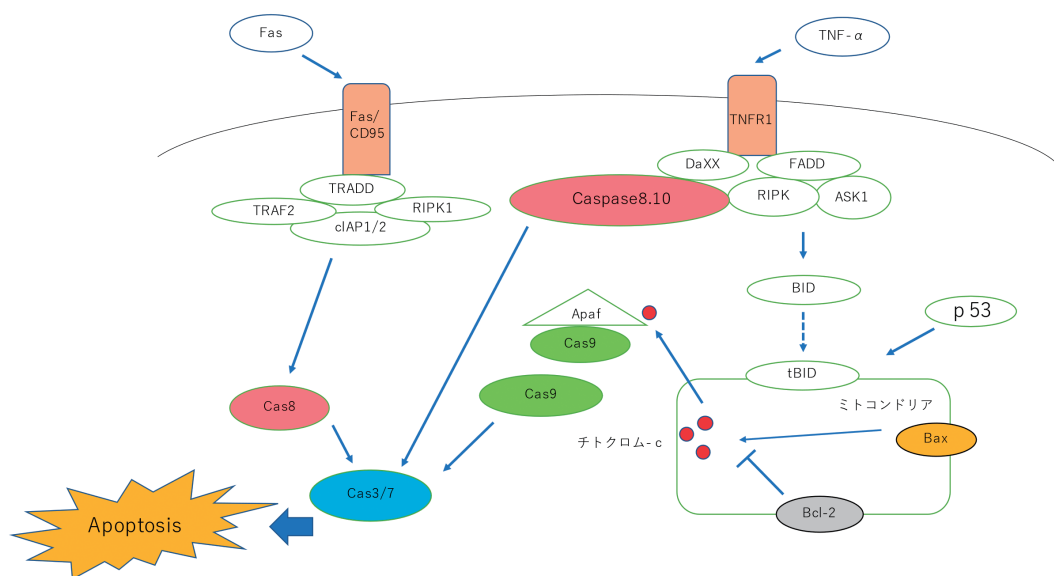 Fas
TNF-α
Fas/
CD95
TNFR1
DaXX
FADD
TRADD
Caspase8.10
RIPK
ASK1
TRAF2
RIPK1
cIAP1/2
BID
Apaf
p 53
Cas9
tBID
Cas9
Cas8
ミトコンドリア
チトクロム- c
Bax
Cas3/7
Bcl-2
Apoptosis